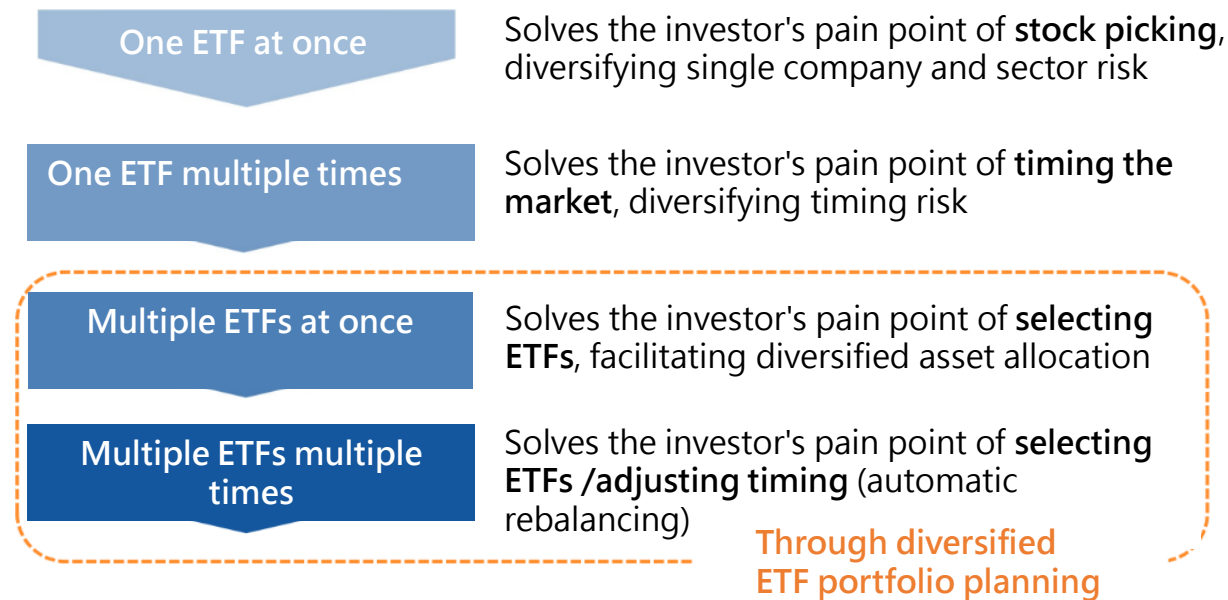 One ETF at once
Solves the investor's pain point of stock picking,
diversifying single company and sector risk
One ETF multiple times
Solves the investor's pain point of timing the
market, diversifying timing risk
Multiple ETFs at once
Solves the investor's pain point of selecting
ETFs, facilitating diversified asset allocation
Multiple ETFs multiple
times
Solves the investor's pain point of selecting
ETFs /adjusting timing (automatic
rebalancing)
Through diversified
ETF portfolio planning